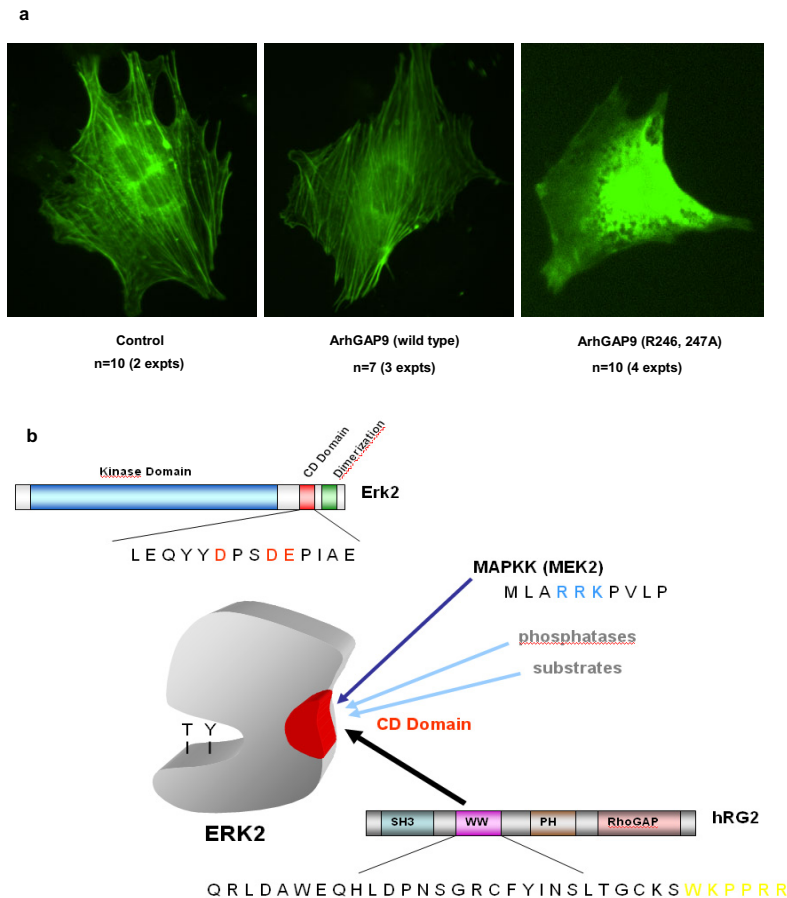 a
Control
n=10 (2 expts)
ArhGAP9 (wild type)
n=7 (3 expts)
ArhGAP9 (R246, 247A)
n=10 (4 expts)
b
Kinase Domain
CD Domain
Dimerization
Erk2
L E Q Y Y D P S D E P I A E
MAPKK (MEK2)
M L A R R K P V L P
phosphatases
substrates
CD Domain
T Y
ERK2
SH3 WW PH RhoGAP
hRG2
Q R L D A W E Q H L D P N S G R C F Y I N S L T G C K S W K P P R R